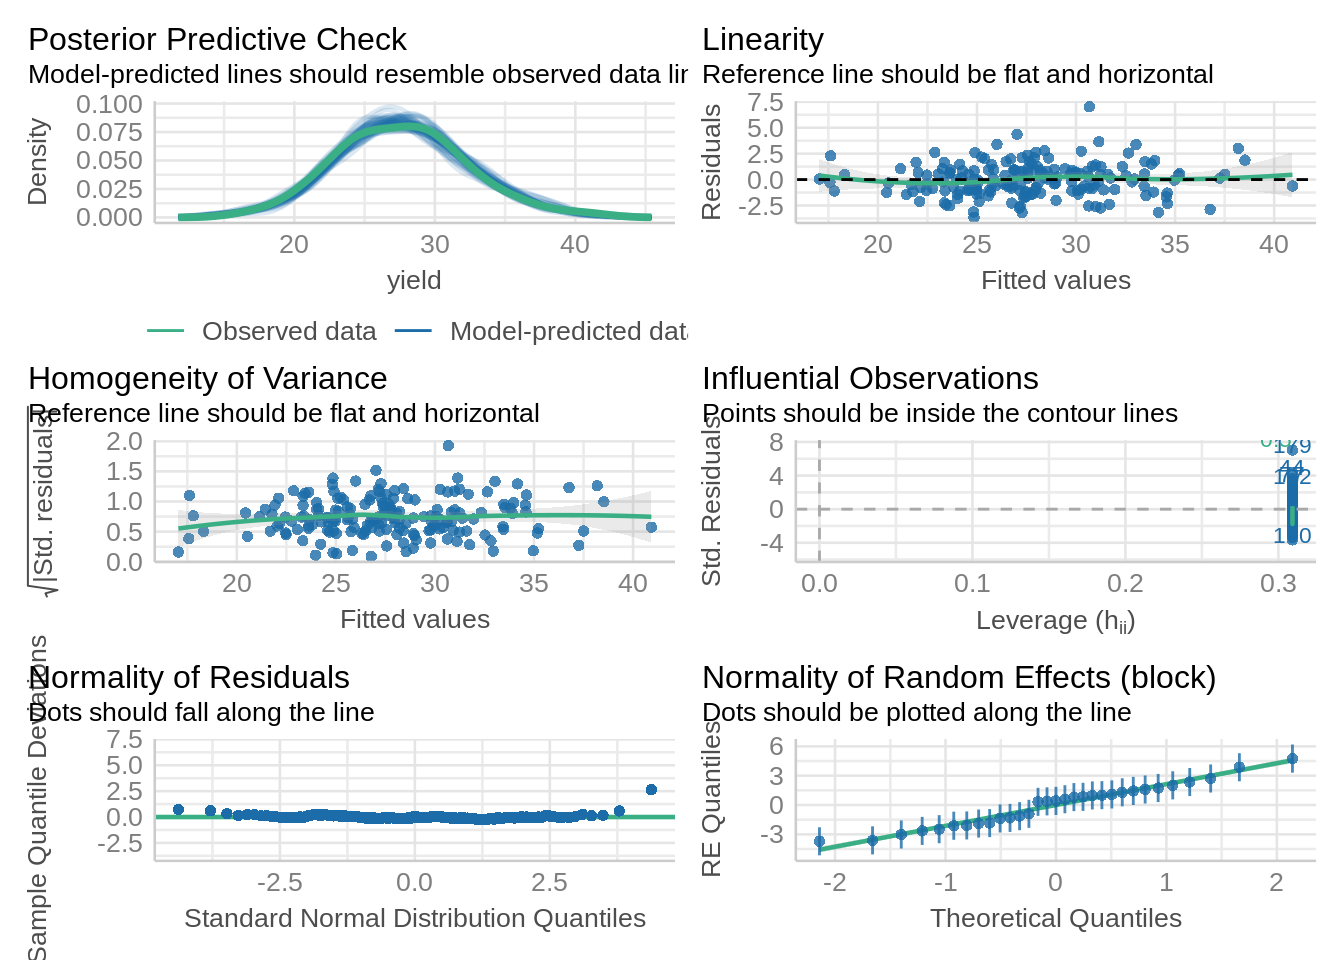 Posterior Predictive Check
Model-predicted lines should resemble observed data lin
Density
0.100
0.075
0.050
0.025
0.000
20 30 40
yield
Observed data Model-predicted data
Linearity
Reference line should be flat and horizontal
Residuals
7.5
5.0
2.5
0.0
-2.5
20 25 30 35 40
Fitted values
Homogeneity of Variance
Reference line should be flat and horizontal
√|Std. residuals|
2.0
1.5
1.0
0.5
0.0
20 25 30 35 40
Fitted values
Influential Observations
Points should be inside the contour lines
Std. Residuals
8
4
0
-4
179
44
0.0 0.1 0.2 0.3
Leverage (hii)
Normality of Residuals
Dots should fall along the line
Sample Quantile Deviations
7.5
5.0
2.5
0.0
-2.5
-2.5 0.0 2.5
Standard Normal Distribution Quantiles
Normality of Random Effects (block)
Dots should be plotted along the line
RE Quantiles
6
3
0
-3
-2 -1 0 1 2
Theoretical Quantiles